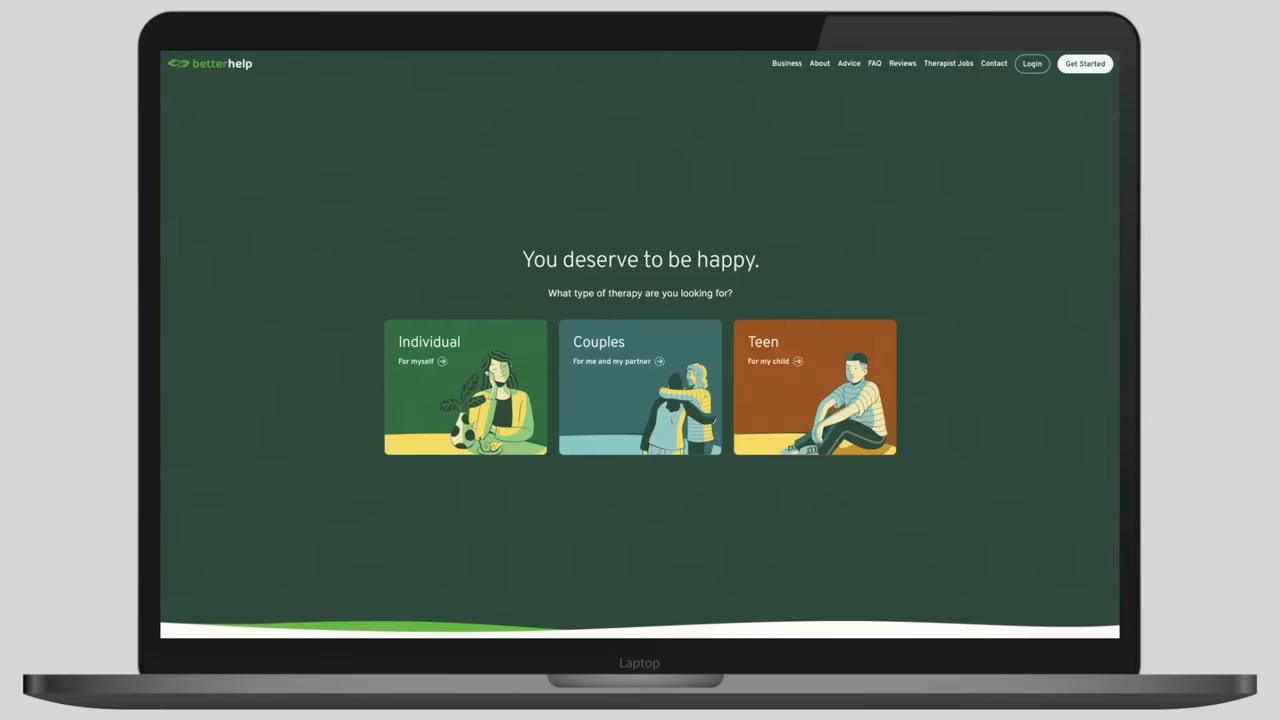 betterhelp
Business About Advice FAQ Reviews Therapist Jobs Contact Login Get Started
You deserve to be happy.
What type of therapy are you looking for?
Individual
For myself
Couples
For me and my partner
Teen
For my child
Laptop